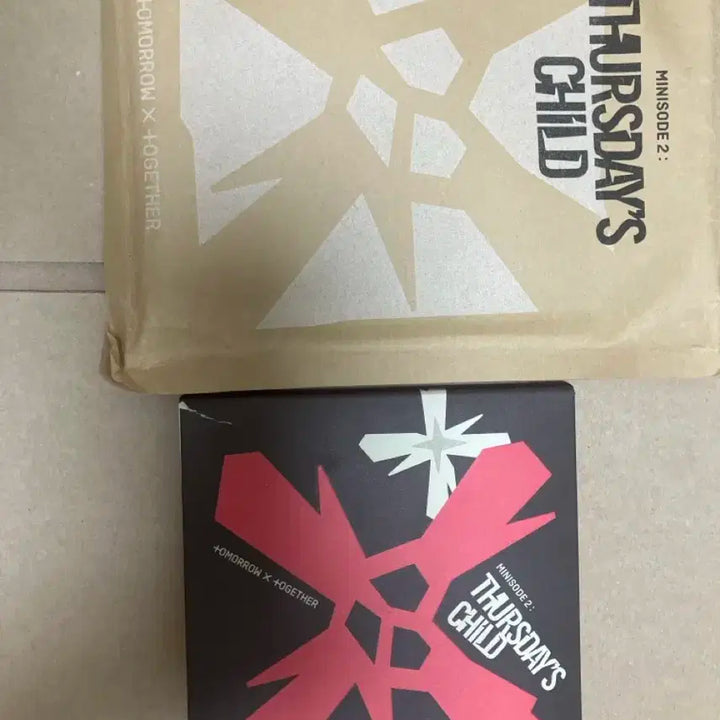 tOMORROW × tOGETHER
MINISODE 2:
THURSDAY'S
CHILD
tOMORROW × tOGETHER
MINISODE 2:
THURSDAY'S
CHILD